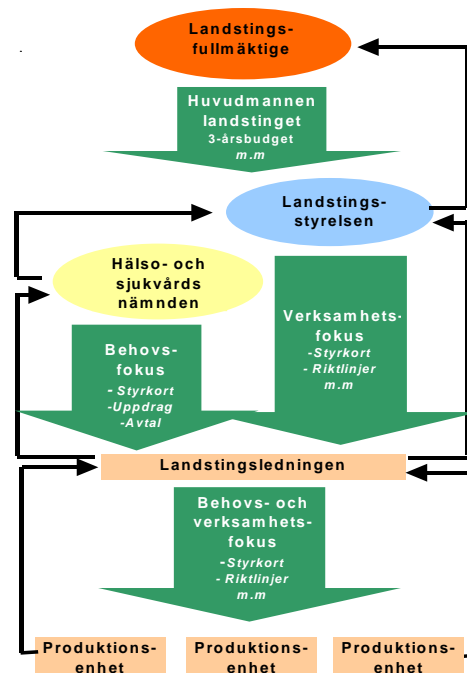 Landstings-
fullmäktige
Huvudmannen
landstinget
3-årsbudget
m.m
Landstings-
styrelsen
Hälso- och
sjukvårds
nämnden
Verksamhets-
fokus
-Styrkort
- Riktlinjer
m.m
Behovs-
fokus
- Styrkort
-Uppdrag
-Avtal
Landstingsledningen
Behovs- och
verksamhets-
fokus
-Styrkort
- Riktlinjer
m.m
Produktions-
enhet
Produktions-
enhet
Produktions-
enhet